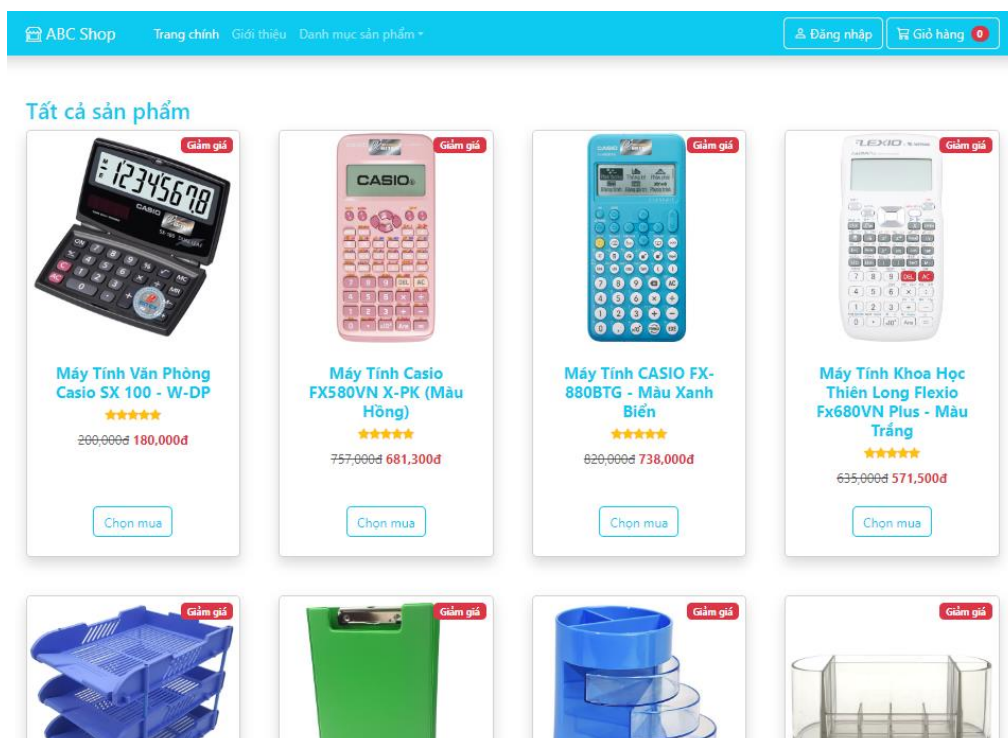 ABC Shop Trang chính Giới thiệu Danh mục sản phẩm Đăng nhập Giỏ hàng 0
Tất cả sản phẩm
Giảm giá
Giảm giá
Giảm giá
Giảm giá
12345678
CASIO
CASIO
LEXIO
Máy Tính Văn Phòng
Casio SX 100 - W-DP
200,000đ 180,000đ
Chọn mua
Máy Tính Casio
FX580VN X-PK (Màu
Hồng)
757,000đ 681,300đ
Chọn mua
Máy Tính CASIO FX-
880BTG - Màu Xanh
Biển
820,000đ 738,000đ
Chọn mua
Máy Tính Khoa Học
Thiên Long Flexio
Fx680VN Plus - Màu
Trắng
635,000đ 571,500đ
Chọn mua
Giảm giá
Giảm giá
Giảm giá
Giảm giá